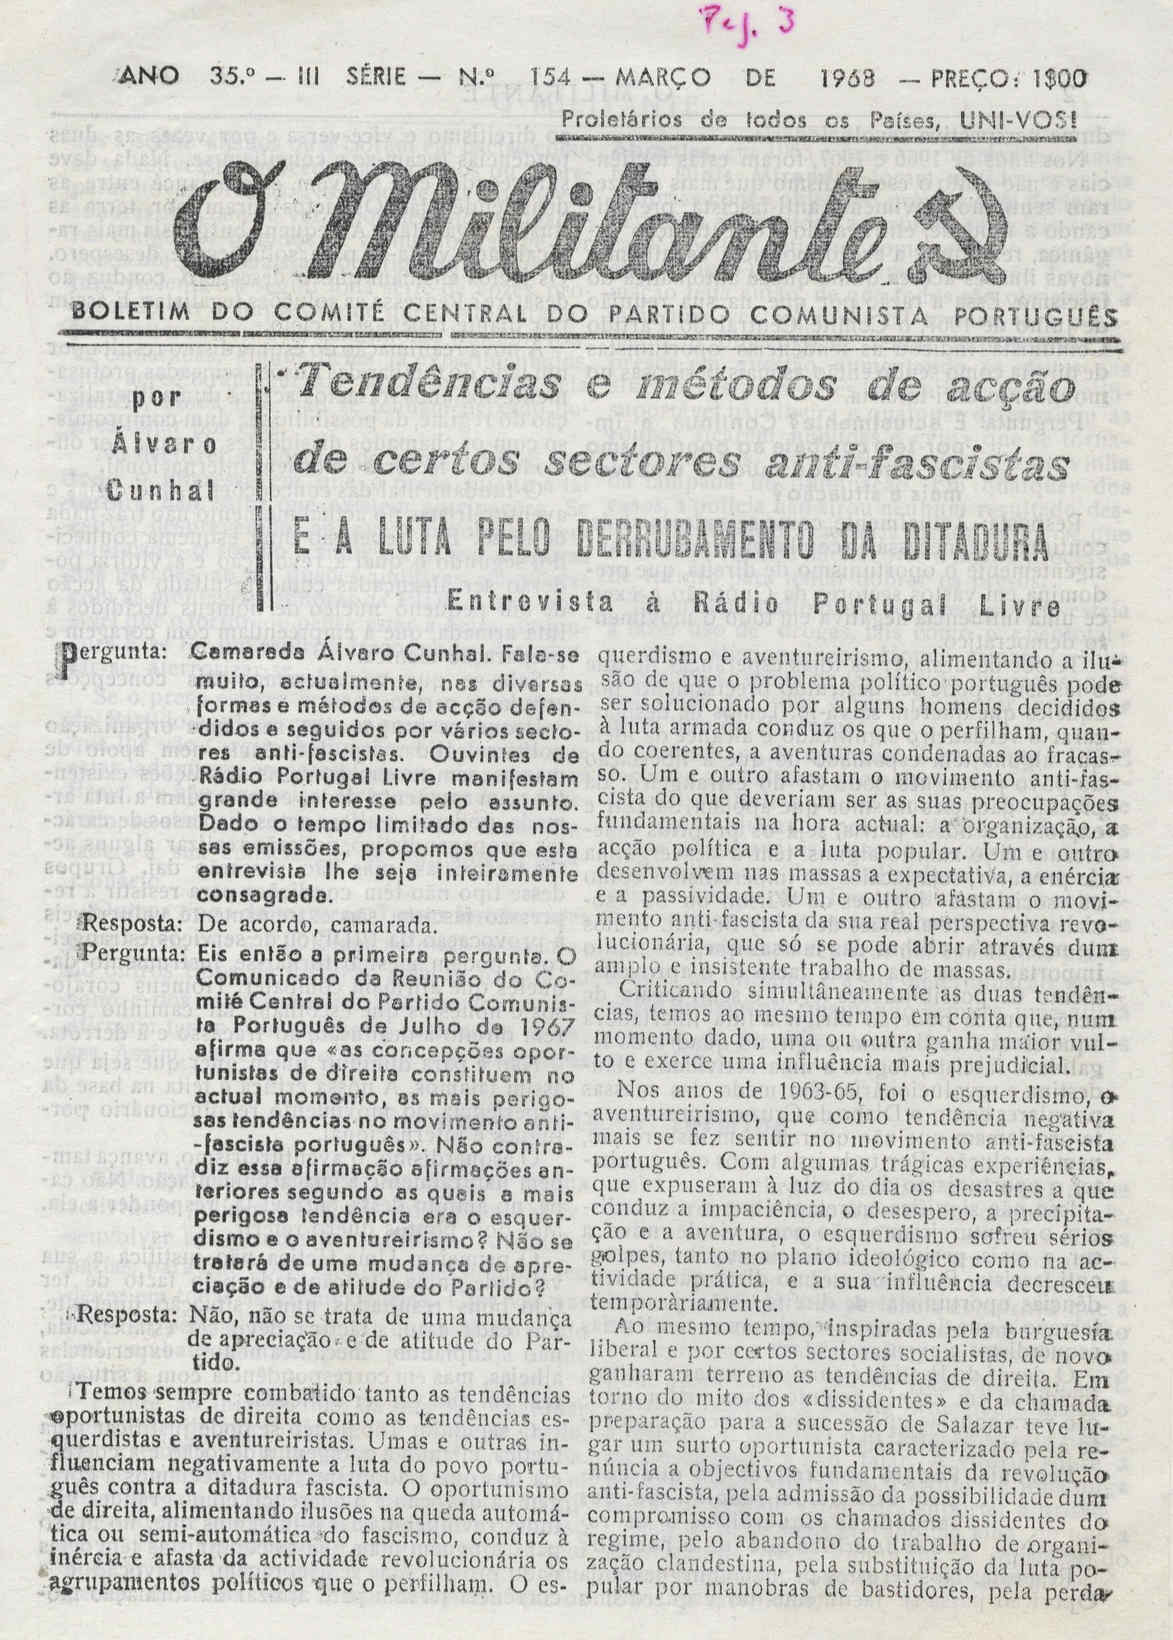 Pej. 3
ANO 35.º — III SÉRIE — N.º 154 — MARÇO DE 1968 — PREÇO: 1$00
Proletários de todos os Países, UNI-VOS!
O Militante
BOLETIM DO COMITÉ CENTRAL DO PARTIDO COMUNISTA PORTUGUÊS
por
Álvaro
Cunhal
Tendências e métodos de acção
de certos sectores anti-fascistas
E A LUTA PELO DERRUBAMENTO DA DITADURA
Entrevista à Rádio Portugal Livre
Pergunta: Camarada Álvaro Cunhal. Fala-se
muito, actualmente, nas diversas
formas e métodos de acção defen-
didos e seguidos por vários secto-
res anti-fascistas. Ouvintes de
Rádio Portugal Livre manifestam
grande interesse pelo assunto.
Dado o tempo limitado das nos-
sas emissões, propomos que esta
entrevista lhe seja inteiramente
consagrada.
Resposta: De acordo, camarada.
Pergunta: Eis então a primeira pergunta. O
Comunicado da Reunião do Co-
mité Central do Partido Comunis-
ta Português de Julho de 1967
afirma que «as concepções opor-
tunistas de direita constituem no
actual momento, as mais perigo-
sas tendências no movimento anti-
-fascista português». Não contra-
diz essa afirmação afirmações an-
teriores segundo as quais a mais
perigosa tendência era o esquer-
dismo e o aventureirismo? Não se
tratará de uma mudança de apre-
ciação e de atitude do Partido?
Resposta: Não, não se trata de uma mudança
de apreciação e de atitude do Par-
tido.
Temos sempre combatido tanto as tendências
oportunistas de direita como as tendências es-
querdistas e aventureiristas. Umas e outras in-
fluenciam negativamente a luta do povo portu-
guês contra a ditadura fascista. O oportunismo
de direita, alimentando ilusões na queda automá-
tica ou semi-automática do fascismo, conduz à
inércia e afasta da actividade revolucionária os
agrupamentos políticos que o perfilham. O es-
querdismo e aventureirismo, alimentando a ilu-
são de que o problema político português pode
ser solucionado por alguns homens decididos
à luta armada conduz os que o perfilham, quan-
do coerentes, a aventuras condenadas ao fracas-
so. Um e outro afastam o movimento anti-fas-
cista do que deveriam ser as suas preocupações
fundamentais na hora actual: a organização, a
acção política e a luta popular. Um e outro
desenvolvem nas massas a expectativa, a enércia
e a passividade. Um e outro afastam o movi-
mento anti-fascista da sua real perspectiva revo-
lucionária, que só se pode abrir através dum
amplo e insistente trabalho de massas.
Criticando simultâneamente as duas tendên-
cias, temos ao mesmo tempo em conta que, num
momento dado, uma ou outra ganha maior vul-
to e exerce uma influência mais prejudicial.
Nos anos de 1963-65, foi o esquerdismo, o
aventureirismo, que como tendência negativa
mais se fez sentir no movimento anti-fascista
português. Com algumas trágicas experiências,
que expuseram à luz do dia os desastres a que
conduz a impaciência, o desespero, a precipita-
ção e a aventura, o esquerdismo sofreu sérios
golpes, tanto no plano ideológico como na ac-
tividade prática, e a sua influência decresceu
temporàriamente.
Ao mesmo tempo, inspiradas pela burguesia
liberal e por certos sectores socialistas, de novo
ganharam terreno as tendências de direita. Em
torno do mito dos «dissidentes» e da chamada
preparação para a sucessão de Salazar teve lu-
gar um surto oportunista caracterizado pela re-
núncia a objectivos fundamentais da revolução
anti-fascista, pela admissão da possibilidade dum
compromisso com os chamados dissidentes do
regime, pelo abandono do trabalho de organi-
zação clandestina, pela substituição da luta po-
pular por manobras de bastidores, pela perda